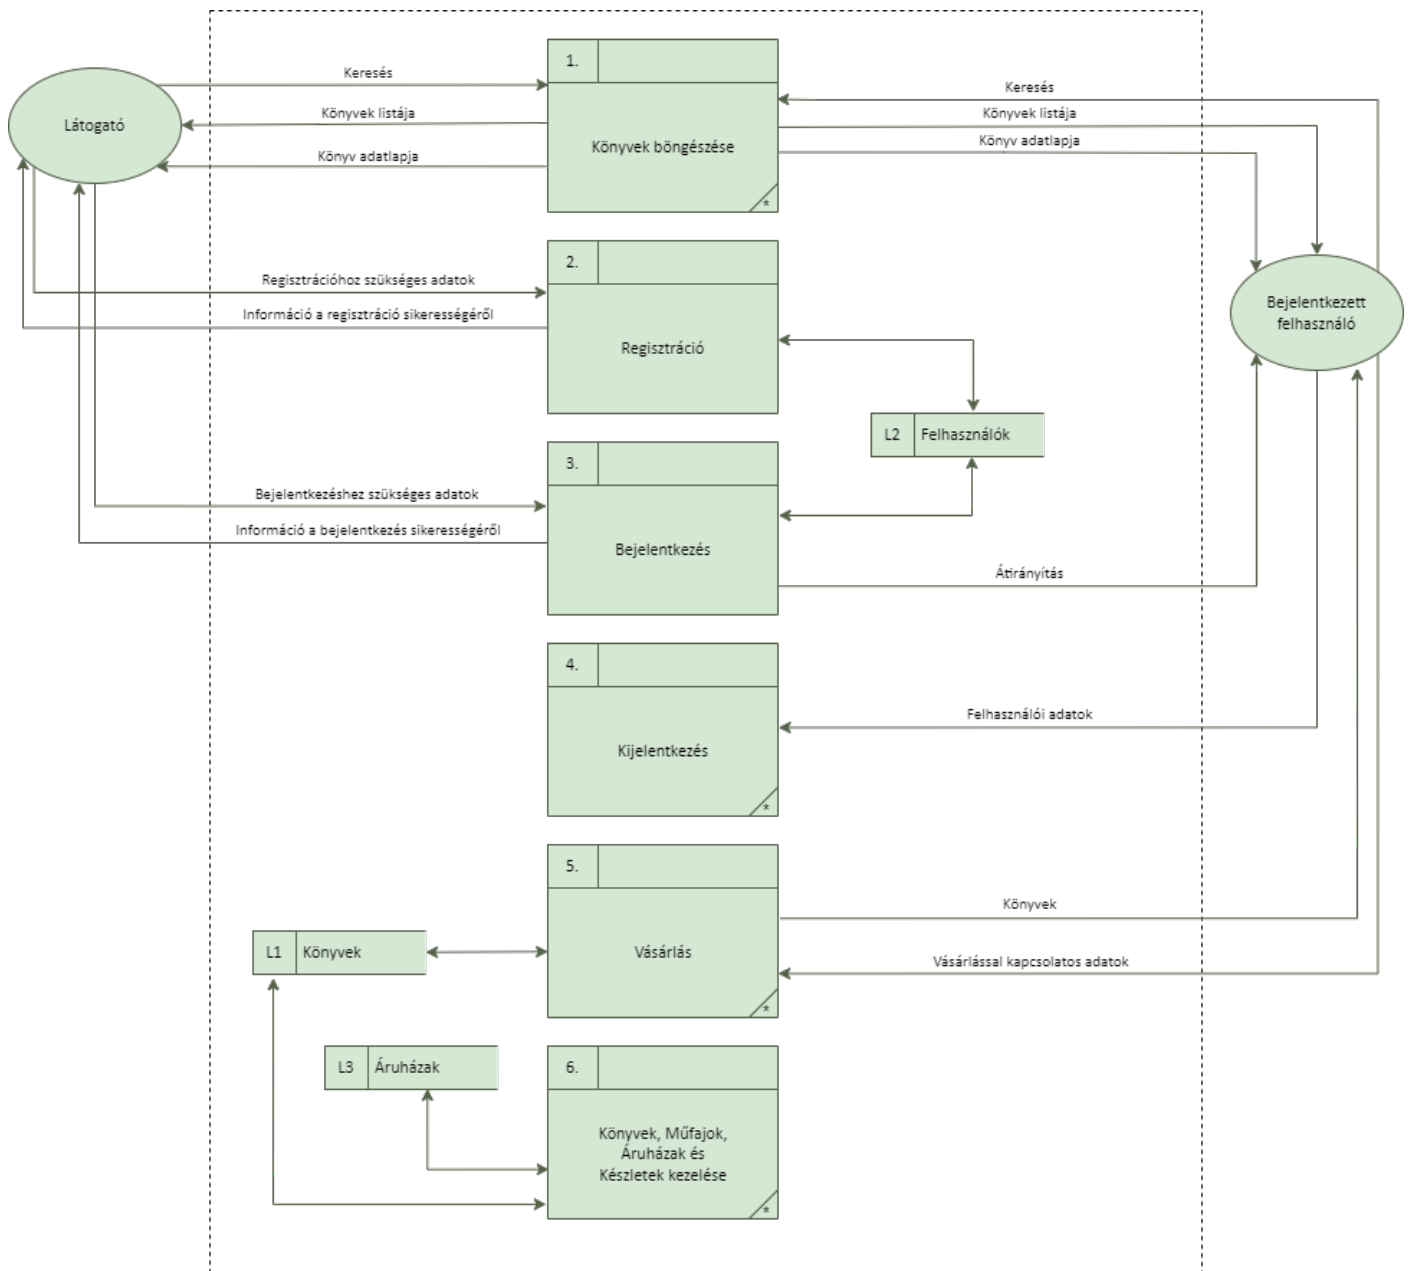 1.
Keresés
Keresés
Könyvek listája
Könyvek listája
Látogató
Könyvek böngészése
Könyv adatlapja
Könyv adatlapja
*
2.
Regisztrációhoz szükséges adatok
Információ a regisztráció sikerességéről
Bejelentkezett
felhasználó
Regisztráció
L2 Felhasználók
3.
Bejelentkezéshez szükséges adatok
Információ a bejelentkezés sikerességéről
Bejelentkezés
Átirányítás
4.
Felhasználói adatok
Kijelentkezés
*
5.
Könyvek
L1 Könyvek
Vásárlás
Vásárlással kapcsolatos adatok
*
L3 Áruházak
6.
Könyvek, Műfajok,
Áruházak és
Készletek kezelése
*